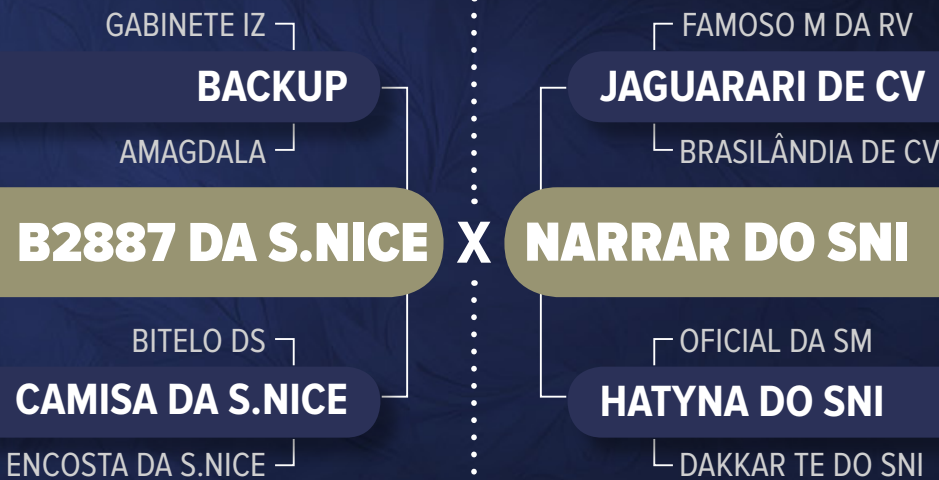 GABINETE IZ
BACKUP
AMAGDALA
B2887 DA S.NICE
BITELO DS
CAMISA DA S.NICE
ENCOSTA DA S.NICE
X
FAMOSO M DA RV
JAGUARARI DE CV
BRASILÂNDIA DE CV
NARRAR DO SNI
OFICIAL DA SM
HATYNA DO SNI
DAKKAR TE DO SNI